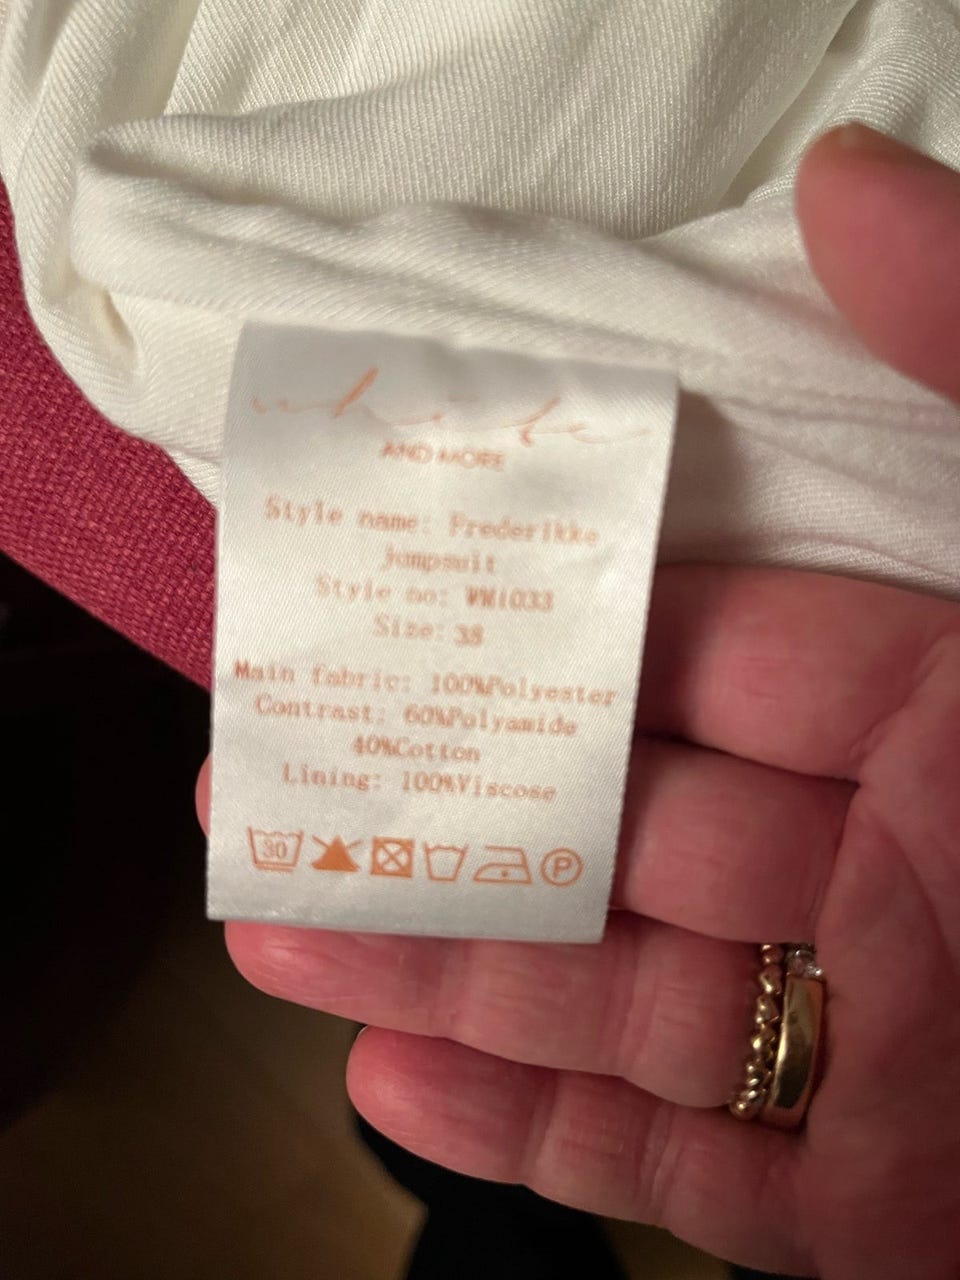 white
AND MORE
Style name: Frederikke
jumpsuit
Style no: WM1033
Size: 38
Main fabric: 100%Polyester
Contrast: 60%Polyamide
40%Cotton
Lining: 100%Viscose
30 P